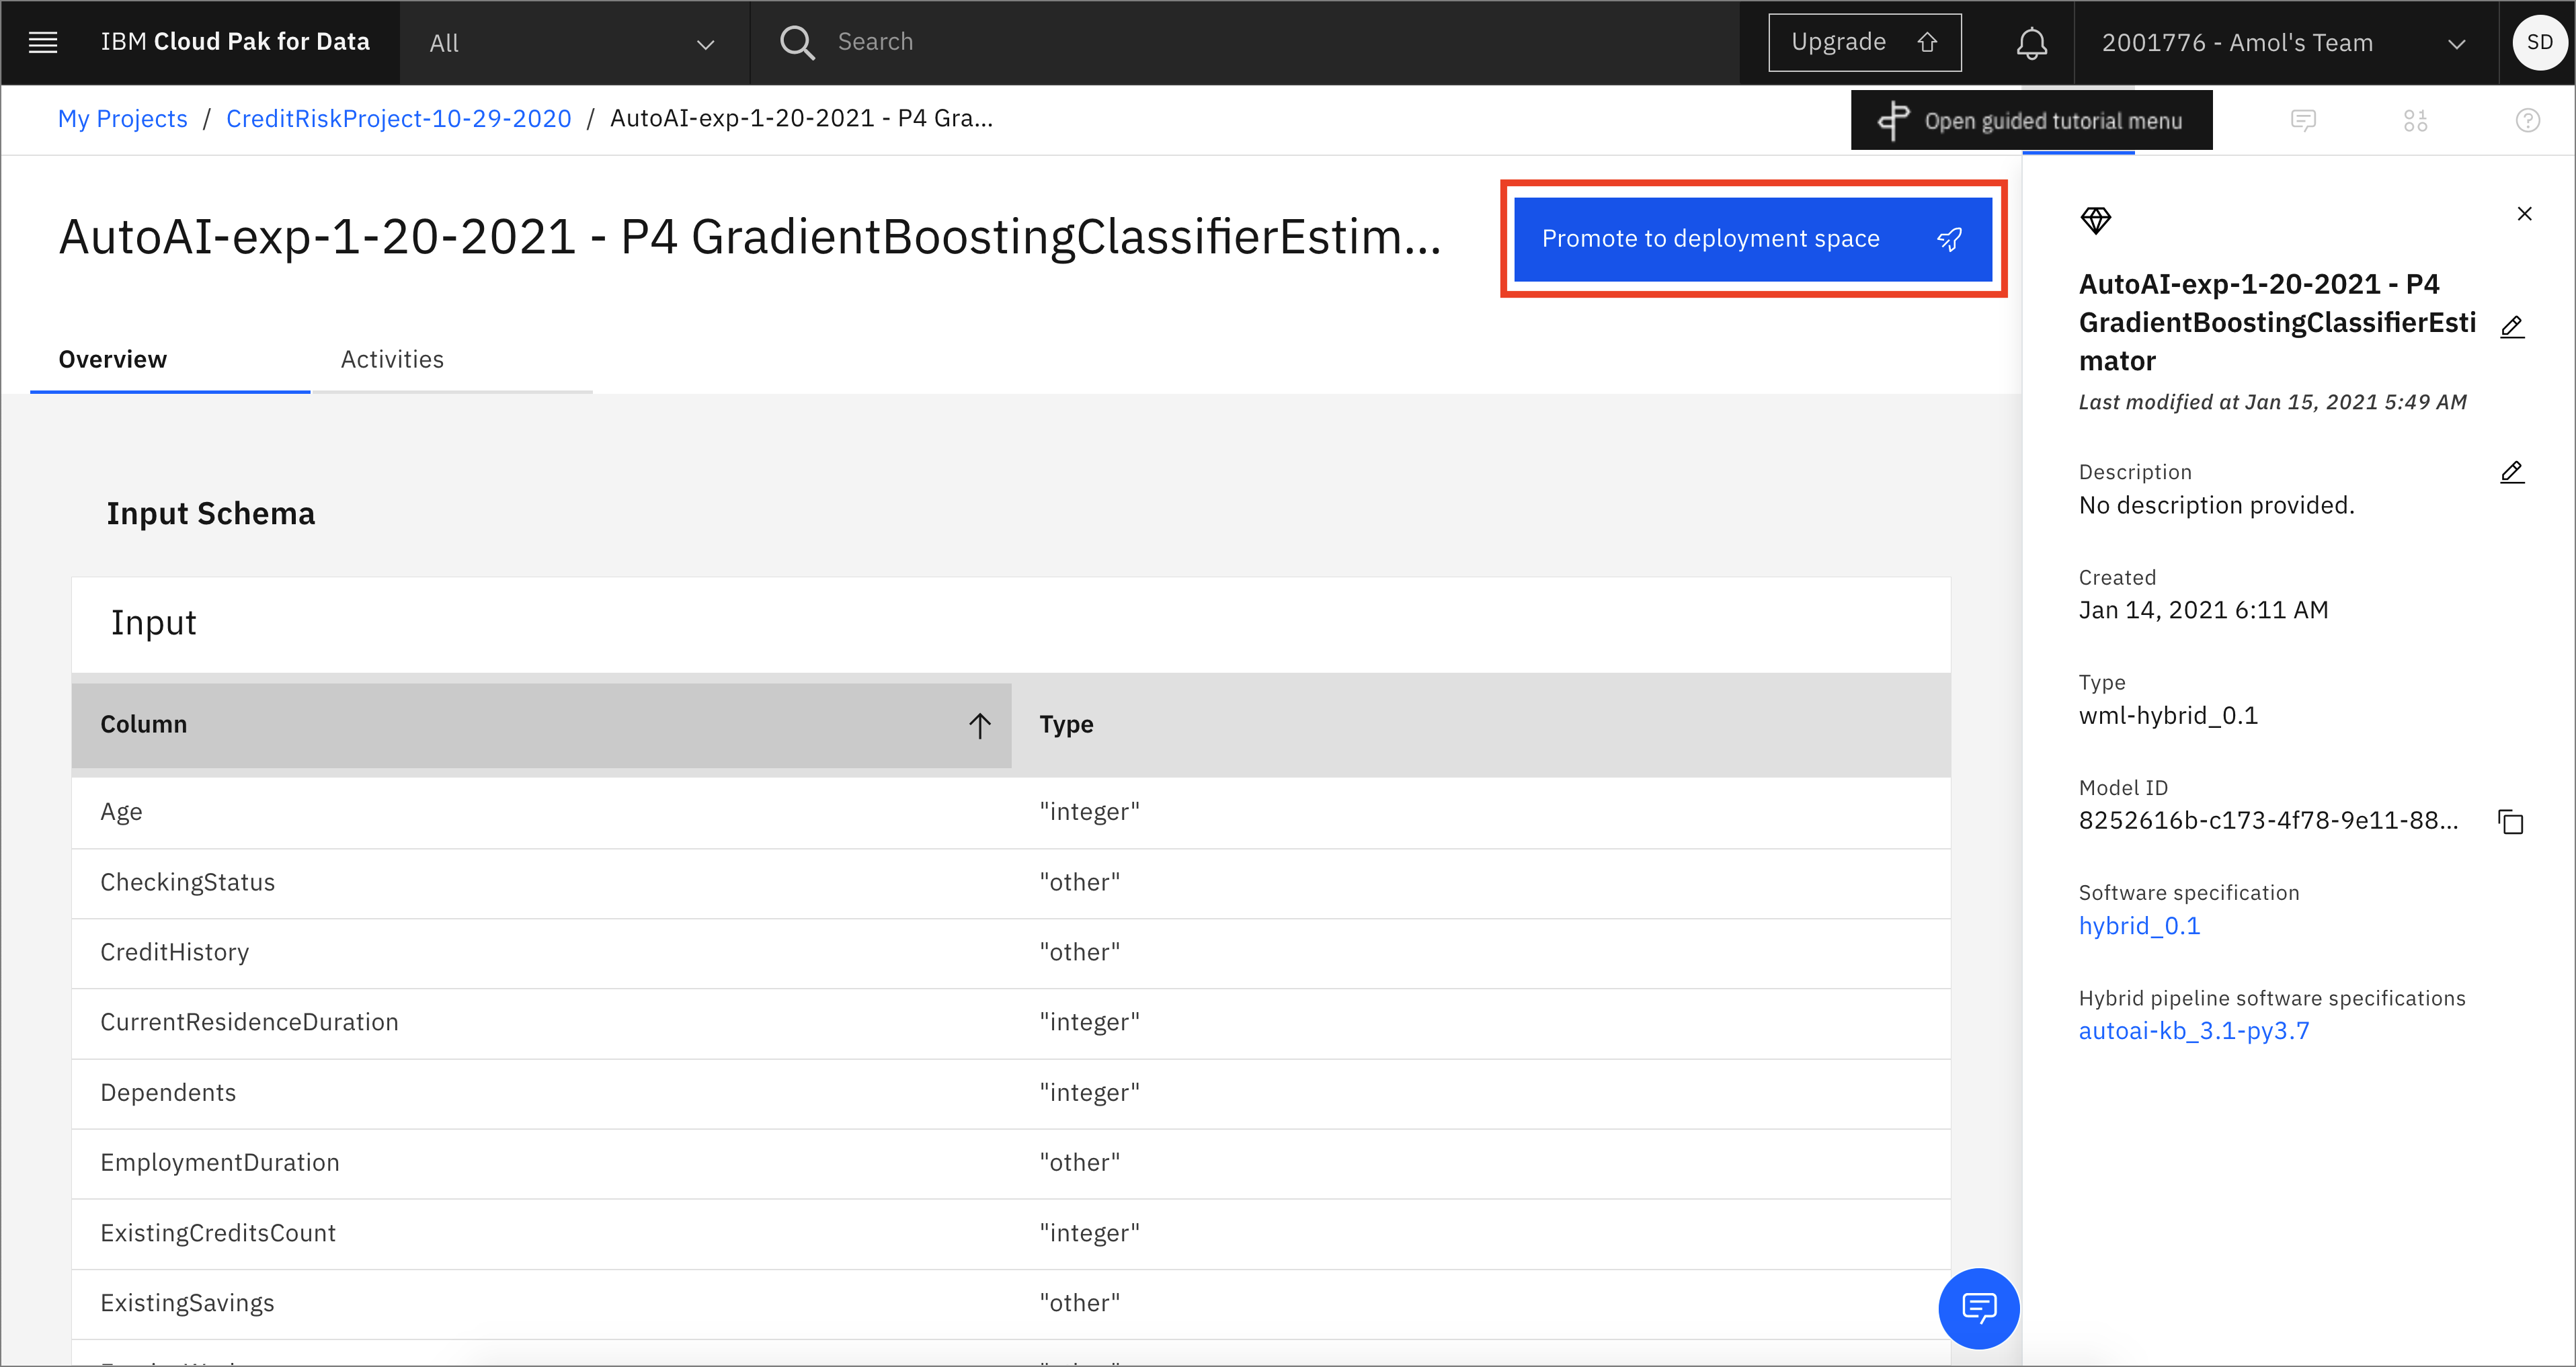 IBM Cloud Pak for Data
All
Search
Upgrade
2001776 - Amol's Team
SD
My Projects / CreditRiskProject-10-29-2020 / AutoAI-exp-1-20-2021 - P4 Gra...
Open guided tutorial menu
AutoAI-exp-1-20-2021 - P4 GradientBoostingClassifierEstim...
Promote to deployment space
Overview
Activities
Input Schema
Input
Column Type
Age "integer"
CheckingStatus "other"
CreditHistory "other"
CurrentResidenceDuration "integer"
Dependents "integer"
EmploymentDuration "other"
ExistingCreditsCount "integer"
ExistingSavings "other"
AutoAI-exp-1-20-2021 - P4
GradientBoostingClassifierEsti
mator
Last modified at Jan 15, 2021 5:49 AM
Description
No description provided.
Created
Jan 14, 2021 6:11 AM
Type
wml-hybrid_0.1
Model ID
8252616b-c173-4f78-9e11-88...
Software specification
hybrid_0.1
Hybrid pipeline software specifications
autoai-kb_3.1-py3.7